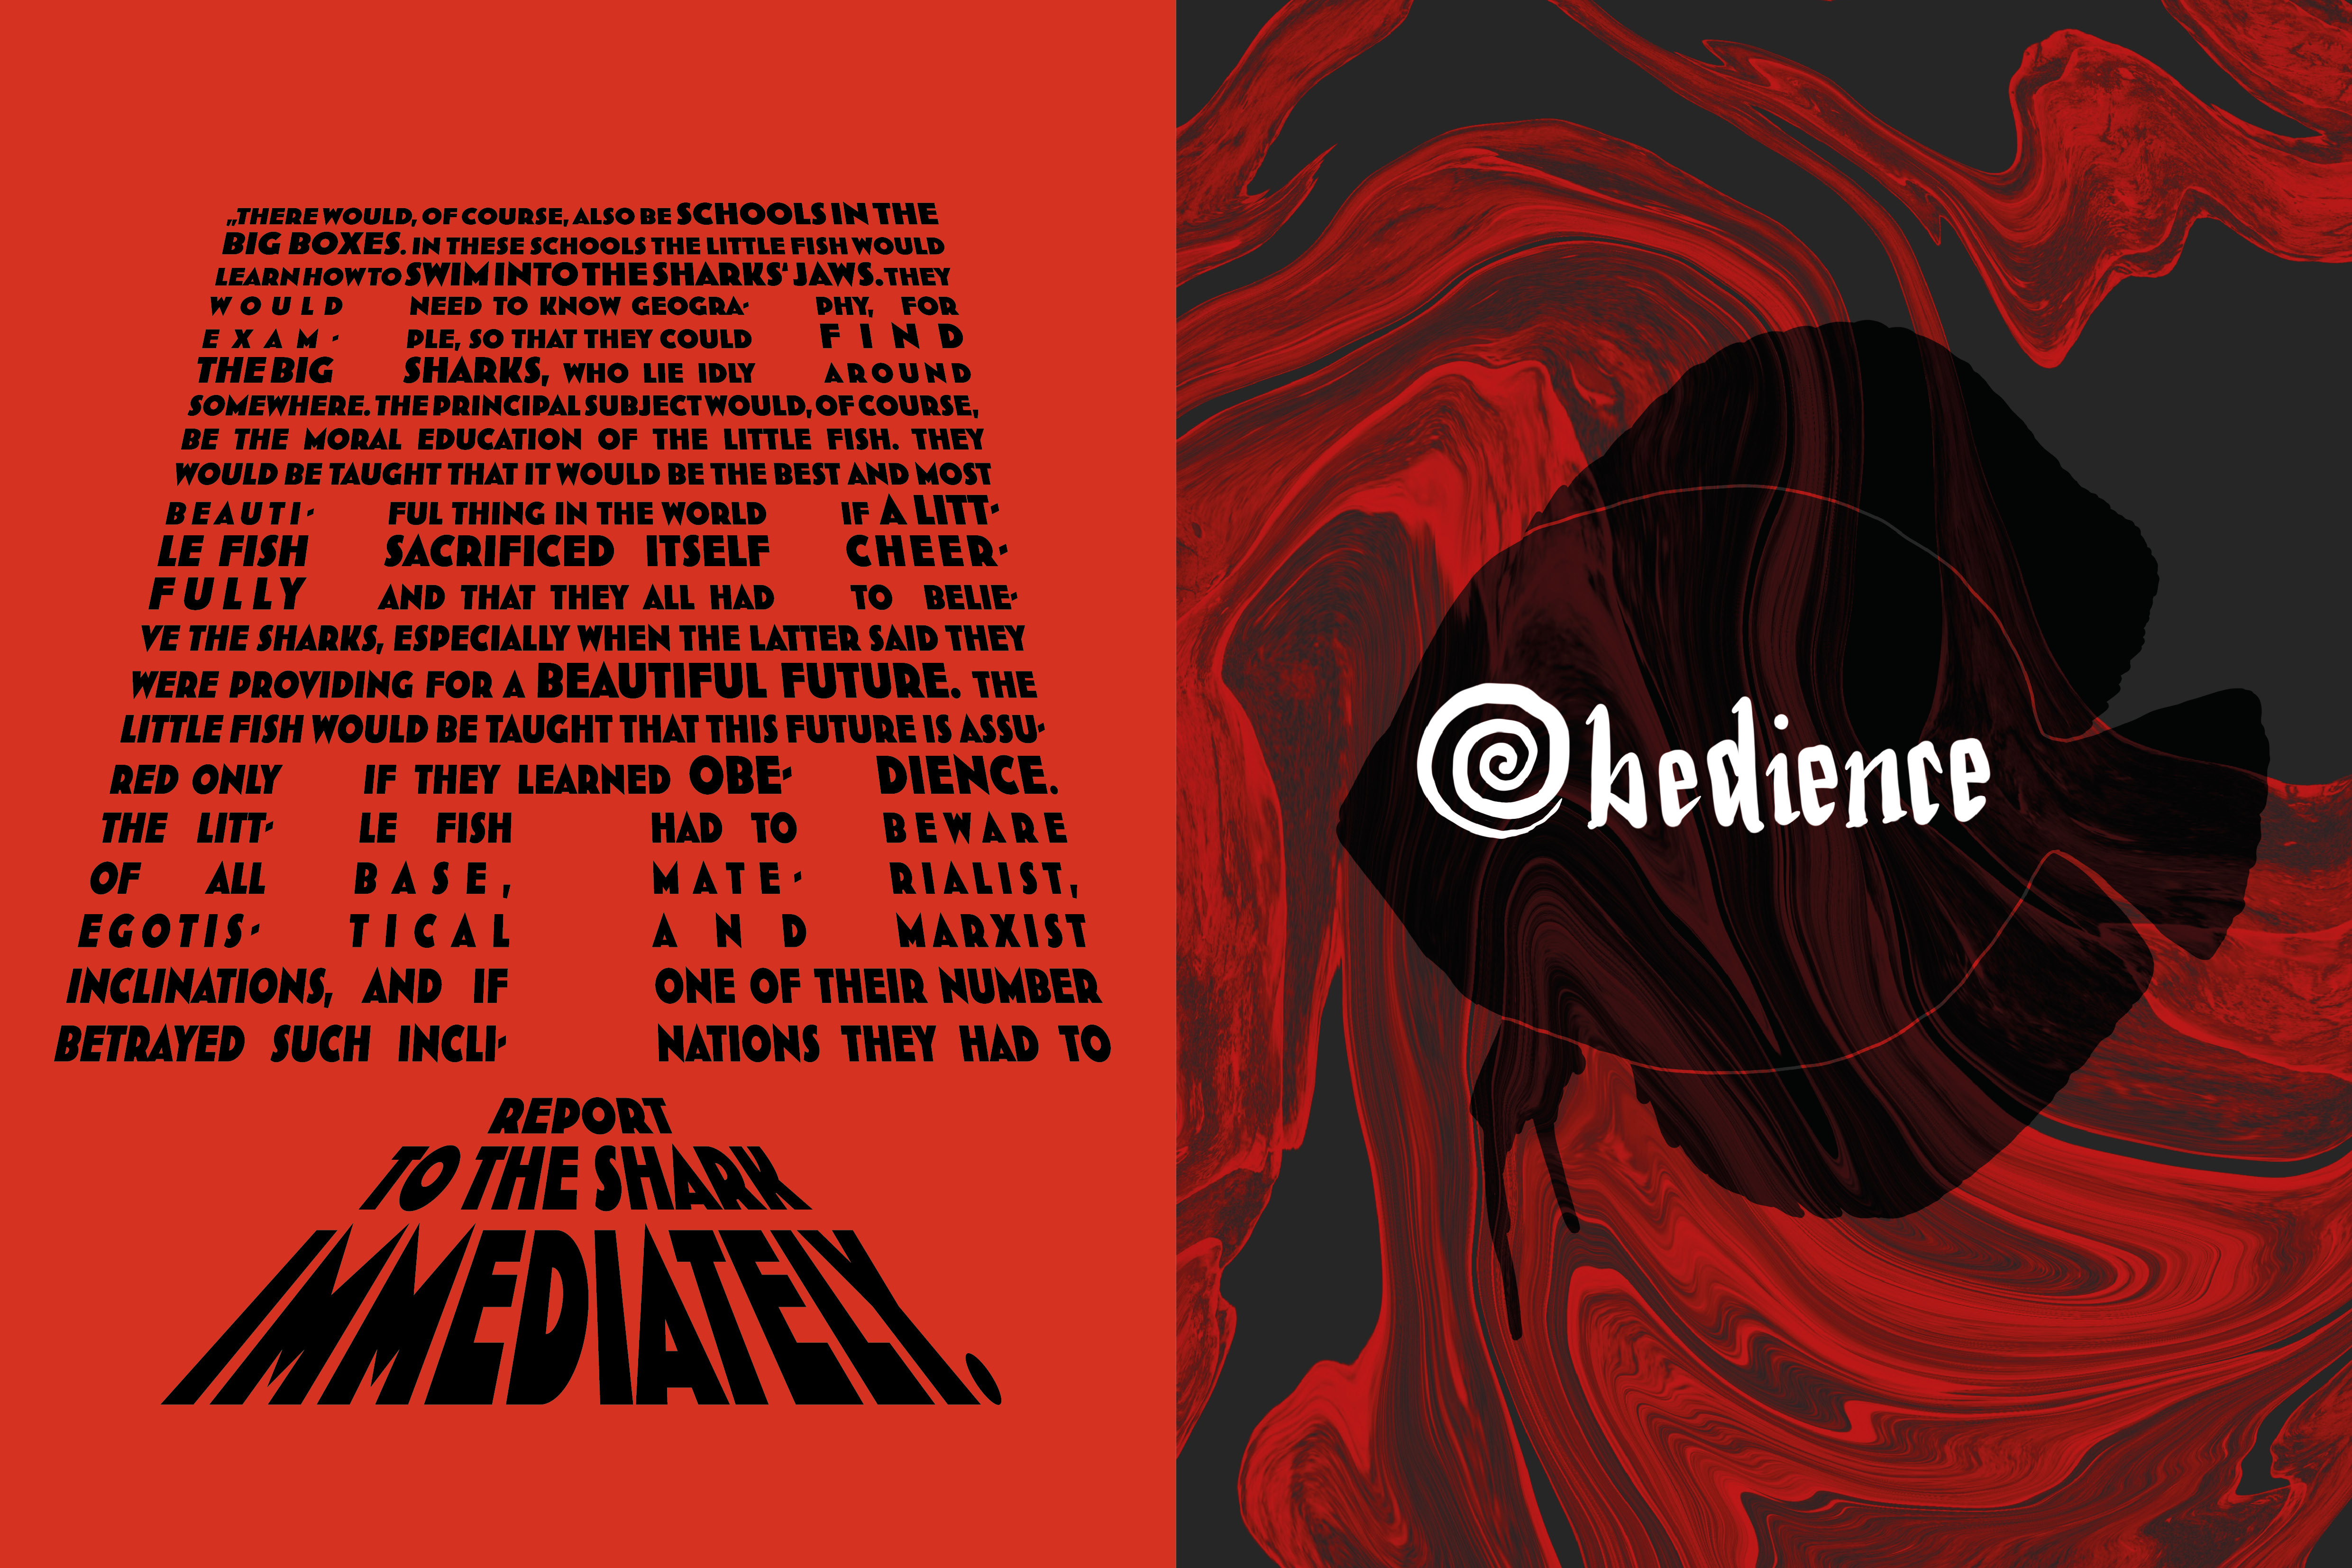 „THERE WOULD, OF COURSE, ALSO BE SCHOOLS IN THE
BIG BOXES. IN THESE SCHOOLS THE LITTLE FISH WOULD
LEARN HOW TO SWIM INTO THE SHARKS' JAWS. THEY
WOULD NEED TO KNOW GEOGRA-PHY, FOR
EXAM-PLE, SO THAT THEY COULD FIND
THE BIG SHARKS, WHO LIE IDLY AROUND
SOMEWHERE. THE PRINCIPAL SUBJECT WOULD, OF COURSE,
BE THE MORAL EDUCATION OF THE LITTLE FISH. THEY
WOULD BE TAUGHT THAT IT WOULD BE THE BEST AND MOST
BEAUTI-FUL THING IN THE WORLD IF A LITT-
LE FISH SACRIFICED ITSELF CHEER-
FULLY AND THAT THEY ALL HAD TO BELIE-
VE THE SHARKS, ESPECIALLY WHEN THE LATTER SAID THEY
WERE PROVIDING FOR A BEAUTIFUL FUTURE. THE
LITTLE FISH WOULD BE TAUGHT THAT THIS FUTURE IS ASSU-
RED ONLY IF THEY LEARNED OBE-DIENCE.
THE LITT-LE FISH HAD TO BEWARE
OF ALL BASE, MATE-RIALIST,
EGOTIS-TICAL AND MARXIST
INCLINATIONS, AND IF ONE OF THEIR NUMBER
BETRAYED SUCH INCLI-NATIONS THEY HAD TO
REPORT
TO THE SHARK
IMMEDIATELY.
Obedience